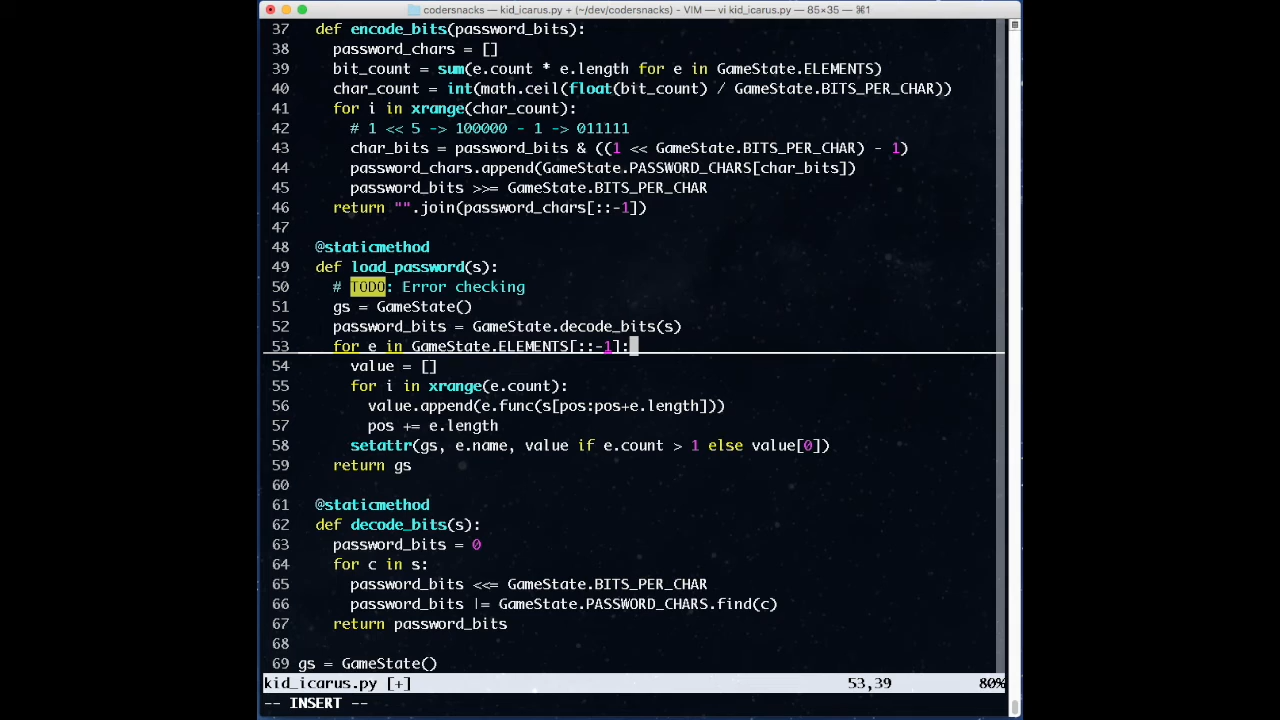 codersnacks — kid_icarus.py + (~/dev/codersnacks) - VIM — vi kid_icarus.py — 85×35 — ⌘1
37   def encode_bits(password_bits):
38     password_chars = []
39     bit_count = sum(e.count * e.length for e in GameState.ELEMENTS)
40     char_count = int(math.ceil(float(bit_count) / GameState.BITS_PER_CHAR))
41     for i in xrange(char_count):
42       # 1 << 5 -> 100000 - 1 -> 011111
43       char_bits = password_bits & ((1 << GameState.BITS_PER_CHAR) - 1)
44       password_chars.append(GameState.PASSWORD_CHARS[char_bits])
45       password_bits >>= GameState.BITS_PER_CHAR
46     return "".join(password_chars[::-1])
47
48   @staticmethod
49   def load_password(s):
50     # TODO: Error checking
51     gs = GameState()
52     password_bits = GameState.decode_bits(s)
53     for e in GameState.ELEMENTS[::-1]:
54       value = []
55       for i in xrange(e.count):
56         value.append(e.func(s[pos:pos+e.length]))
57         pos += e.length
58       setattr(gs, e.name, value if e.count > 1 else value[0])
59     return gs
60
61   @staticmethod
62   def decode_bits(s):
63     password_bits = 0
64     for c in s:
65       password_bits <<= GameState.BITS_PER_CHAR
66       password_bits |= GameState.PASSWORD_CHARS.find(c)
67     return password_bits
68
69 gs = GameState()
kid_icarus.py [+] 53,39 80%
-- INSERT --